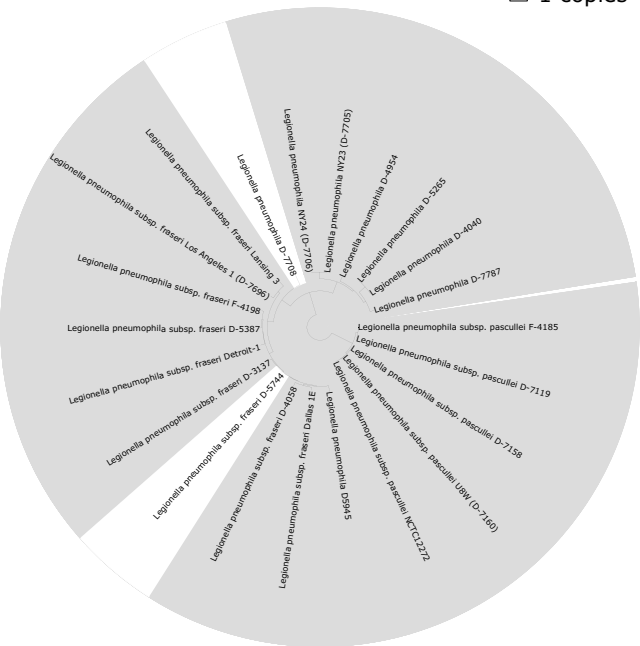 1 copies
Legionella pneumophila NY24 (D-7706)
Legionella pneumophila NY23 (D-7705)
Legionella pneumophila D-4954
Legionella pneumophila D-5265
Legionella pneumophila D-4040
Legionella pneumophila D-7787
Legionella pneumophila subsp. pascullei F-4185
Legionella pneumophila subsp. pascullei D-7119
Legionella pneumophila subsp. pascullei D-7158
Legionella pneumophila subsp. pascullei U8W (D-7160)
Legionella pneumophila subsp. pascullei NCTC12272
Legionella pneumophila D5945
Legionella pneumophila subsp. fraseri Dallas 1E
Legionella pneumophila subsp. fraseri D-4058
Legionella pneumophila subsp. fraseri D-5744
Legionella pneumophila subsp. fraseri D-3137
Legionella pneumophila subsp. fraseri Detroit-1
Legionella pneumophila subsp. fraseri D-5387
Legionella pneumophila subsp. fraseri F-4198
Legionella pneumophila subsp. fraseri Los Angeles 1 (D-7696)
Legionella pneumophila subsp. fraseri Lansing 3
Legionella pneumophila D-7708